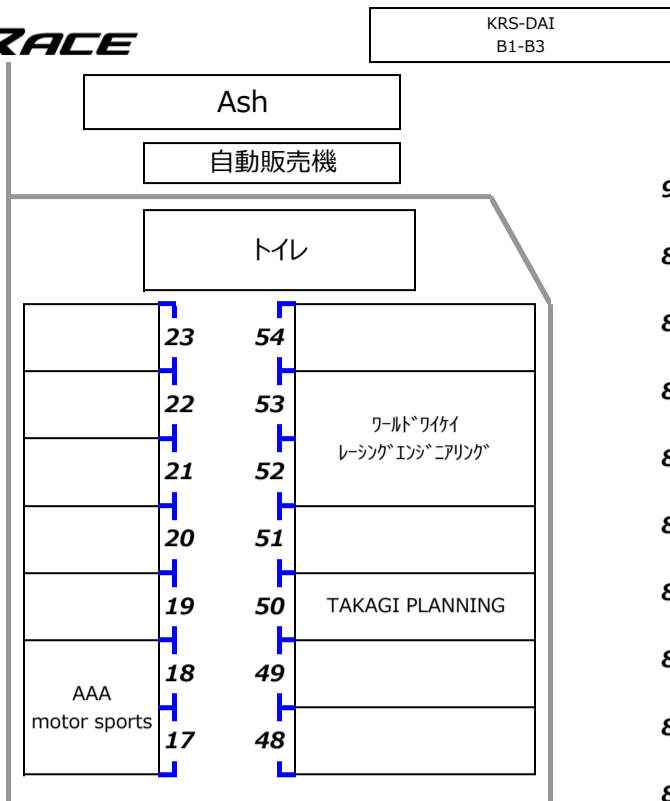 RACE
KRS-DAI
B1-B3
Ash
自動販売機
トイレ
23 54
22 53
ﾜｰﾙﾄﾞﾜｲｹｲ
ﾚｰｼﾝｸﾞｴﾝｼﾞﾆｱﾘﾝｸﾞ
21 52
20 51
19 50 TAKAGI PLANNING
18 49
AAA
motor sports
17 48